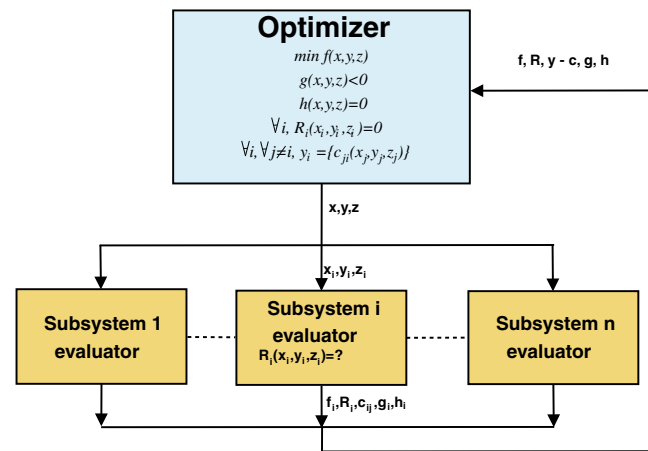 Optimizer
min f(x,y,z)
g(x,y,z)<0
h(x,y,z)=0
∀i, Rᵢ(xᵢ,yᵢ,zᵢ)=0
∀i,∀j≠i, yᵢ={cⱼᵢ(xⱼ,yⱼ,zⱼ)}
f, R, y - c, g, h
x,y,z
xᵢ,yᵢ,zᵢ
Subsystem 1
evaluator
Subsystem i
evaluator
Rᵢ(xᵢ,yᵢ,zᵢ)=?
Subsystem n
evaluator
fᵢ,Rᵢ,cᵢⱼ,gᵢ,hᵢ